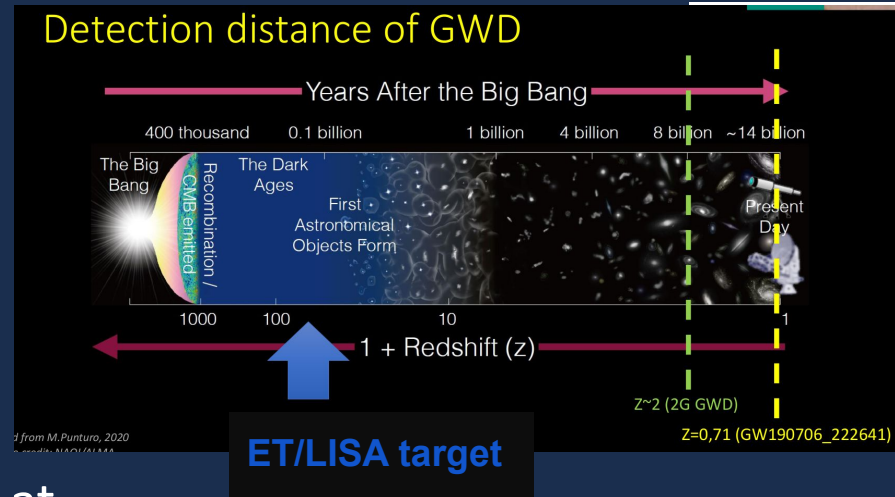 Detection distance of GWD
Years After the Big Bang
400 thousand 0.1 billion 1 billion 4 billion 8 billion ~14 billion
The Big
Bang
Recombination /
CMB emitted
The Dark
Ages
First
Astronomical
Objects Form
Present
Day
1000 100 10 1
1 + Redshift (z)
Z~2 (2G GWD)
Z=0,71 (GW190706_222641)
from M.Punturo, 2020
ET/LISA target